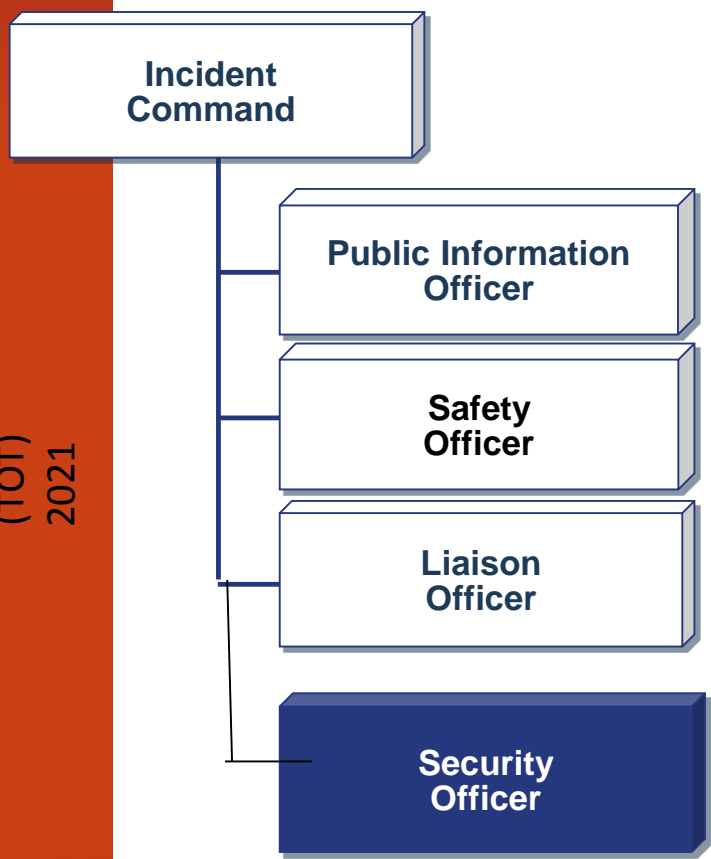 Incident
Command
Public Information
Officer
Safety
Officer
Liaison
Officer
Security
Officer
(TOT)
2021